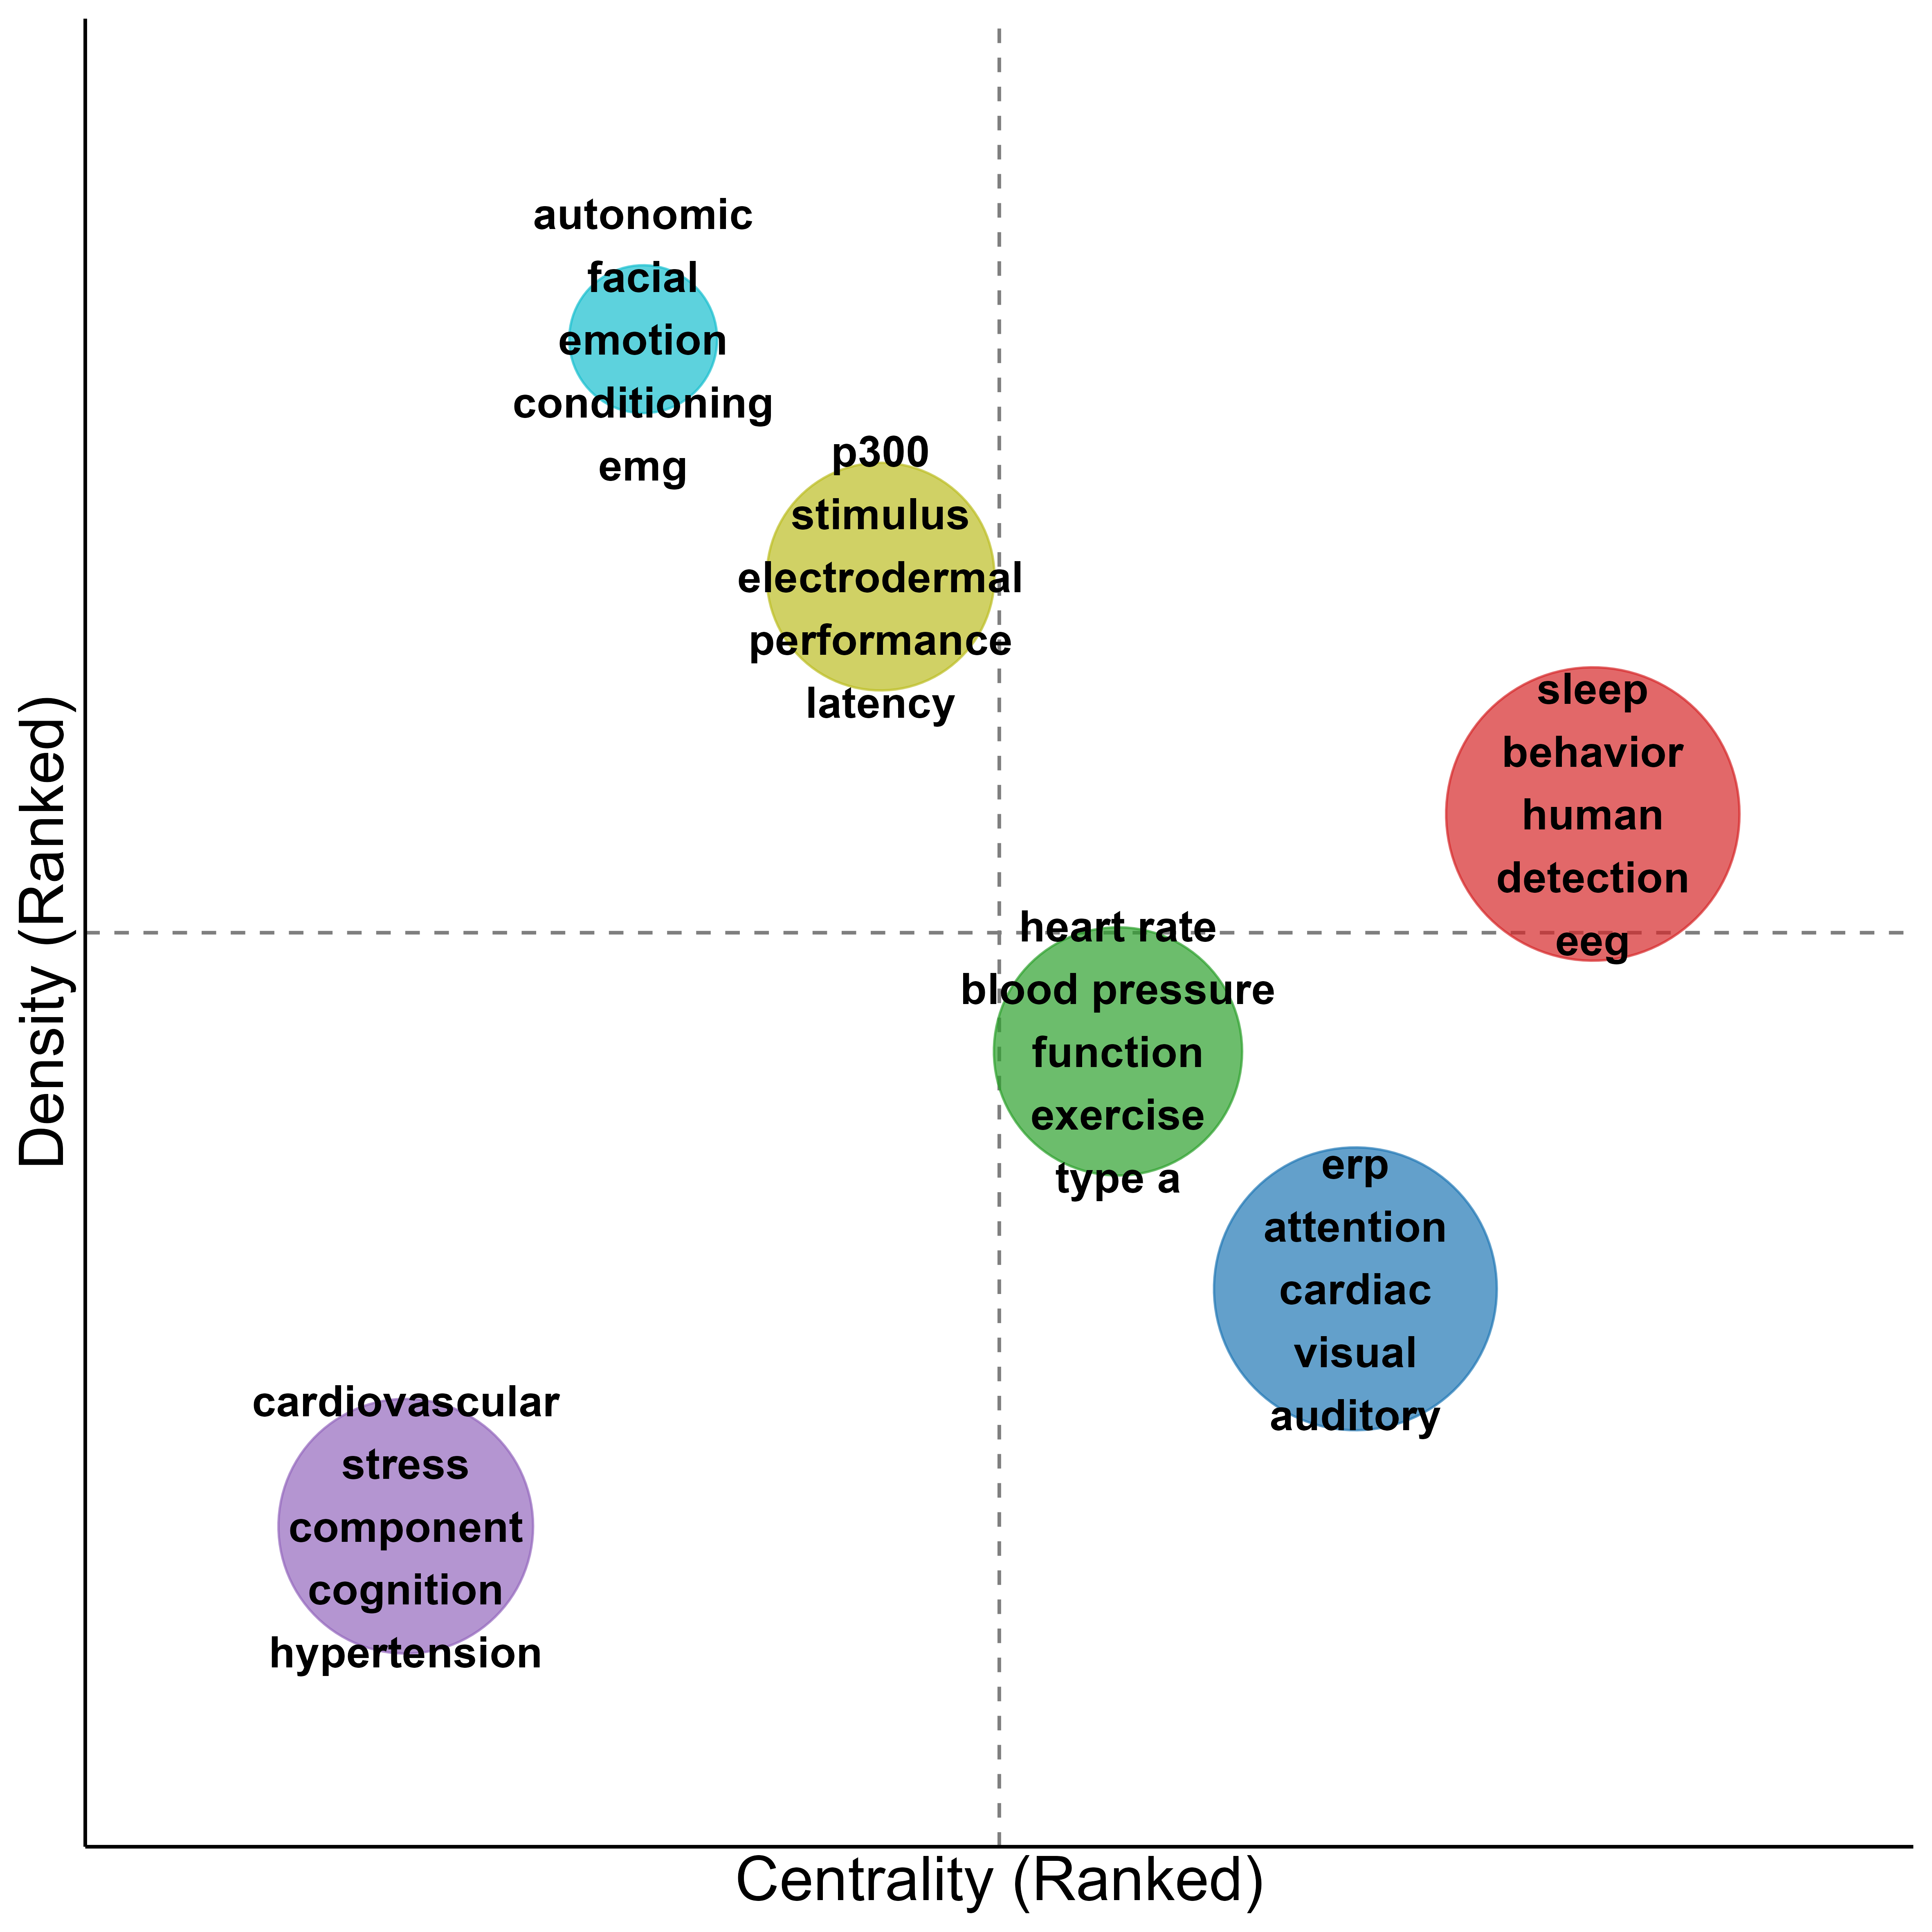 autonomic
facial
emotion
conditioning
emg
p300
stimulus
electrodermal
performance
latency
sleep
behavior
human
detection
eeg
heart rate
blood pressure
function
exercise
type a
erp
attention
cardiac
visual
auditory
cardiovascular
stress
component
cognition
hypertension
Density (Ranked)
Centrality (Ranked)